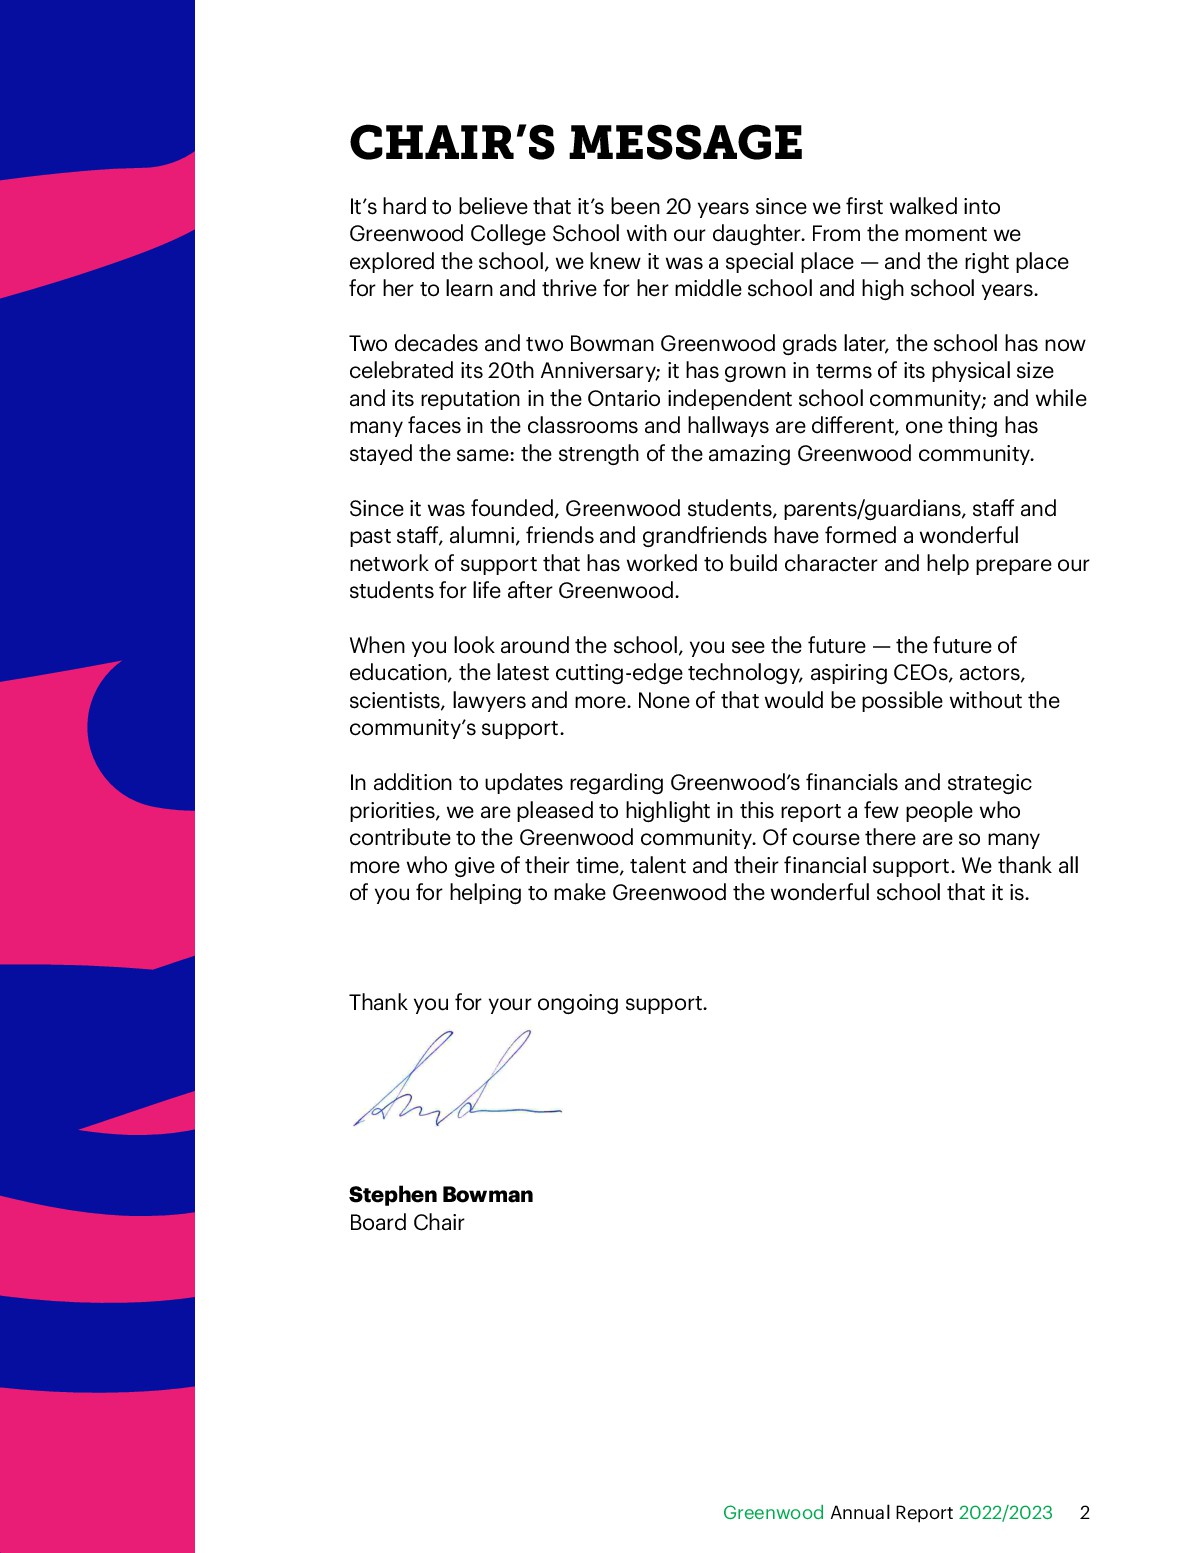 CHAIR’S MESSAGE
It’s hard to believe that it’s been 20 years since we first walked into
Greenwood College School with our daughter. From the moment we
explored the school, we knew it was a special place — and the right place
for her to learn and thrive for her middle school and high school years.
Two decades and two Bowman Greenwood grads later, the school has now
celebrated its 20th Anniversary; it has grown in terms of its physical size
and its reputation in the Ontario independent school community; and while
many faces in the classrooms and hallways are different, one thing has
stayed the same: the strength of the amazing Greenwood community.
Since it was founded, Greenwood students, parents/guardians, staff and
past staff, alumni, friends and grandfriends have formed a wonderful
network of support that has worked to build character and help prepare our
students for life after Greenwood.
When you look around the school, you see the future — the future of
education, the latest cutting-edge technology, aspiring CEOs, actors,
scientists, lawyers and more. None of that would be possible without the
community’s support.
In addition to updates regarding Greenwood’s financials and strategic
priorities, we are pleased to highlight in this report a few people who
contribute to the Greenwood community. Of course there are so many
more who give of their time, talent and their financial support. We thank all
of you for helping to make Greenwood the wonderful school that it is.
Thank you for your ongoing support.
Stephen Bowman
Board Chair
Greenwood Annual Report 2022/2023 2